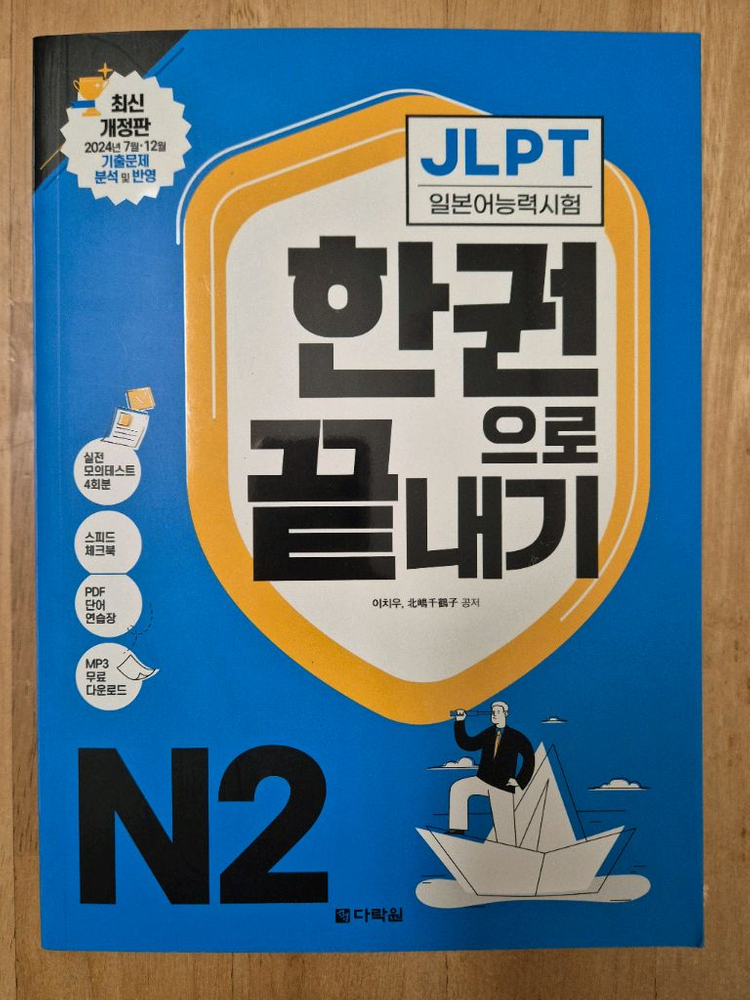 최신
개정판
2024년 7월·12월
기출문제
분석 및 반영
JLPT
일본어능력시험
한권
으로
끝내기
이치우, 北嶋千鶴子 공저
실전
모의테스트
4회분
스피드
체크북
PDF
단어
연습장
MP3
무료
다운로드
N2
다락원